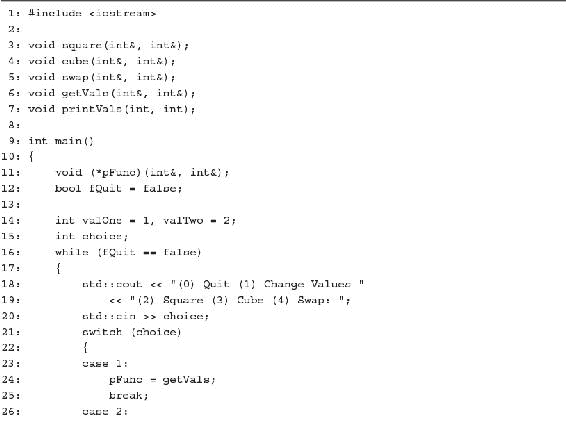 1: #include <iostream>
2:
3: void square(int&, int&);
4: void cube(int&, int&);
5: void swap(int&, int&);
6: void getVals(int&, int&);
7: void printVals(int, int);
8:
9: int main()
10: {
11:     void (*pFunc)(int&, int&);
12:     bool fQuit = false;
13:
14:     int valOne = 1, valTwo = 2;
15:     int choice;
16:     while (fQuit == false)
17:     {
18:         std::cout << "(0) Quit (1) Change Values "
19:             << "(2) Square (3) Cube (4) Swap: ";
20:         std::cin >> choice;
21:         switch (choice)
22:         {
23:         case 1:
24:             pFunc = getVals;
25:             break;
26:         case 2: